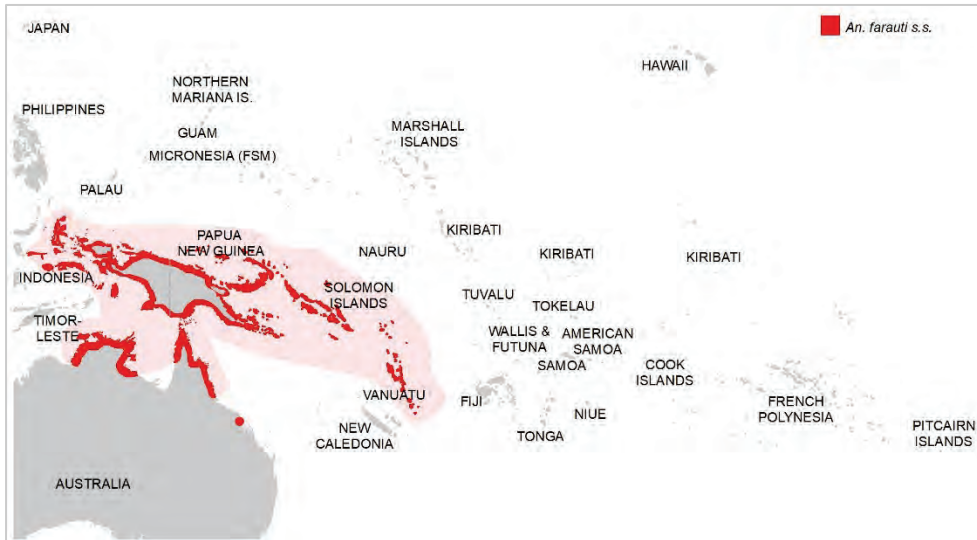 JAPAN
An. farauti s.s.
HAWAII
NORTHERN
MARIANA IS.
PHILIPPINES
GUAM
MARSHALL
ISLANDS
MICRONESIA (FSM)
PALAU
KIRIBATI
PAPUA
NEW GUINEA
NAURU
KIRIBATI
KIRIBATI
INDONESIA
SOLOMON
ISLANDS
TUVALU
TOKELAU
TIMOR-
LESTE
WALLIS &
FUTUNA
AMERICAN
SAMOA
SAMOA
COOK
ISLANDS
VANUATU
FIJI
FRENCH
POLYNESIA
NIUE
NEW
CALEDONIA
TONGA
PITCAIRN
ISLANDS
AUSTRALIA